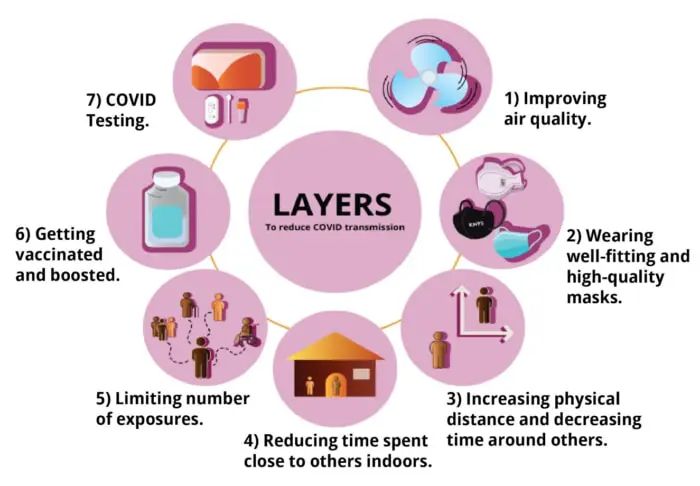 LAYERS
To reduce COVID transmission
1) Improving
air quality.
KN95
2) Wearing
well-fitting and
high-quality
masks.
3) Increasing physical
distance and decreasing
time around others.
4) Reducing time spent
close to others indoors.
5) Limiting number
of exposures.
6) Getting
vaccinated
and boosted.
7) COVID
Testing.